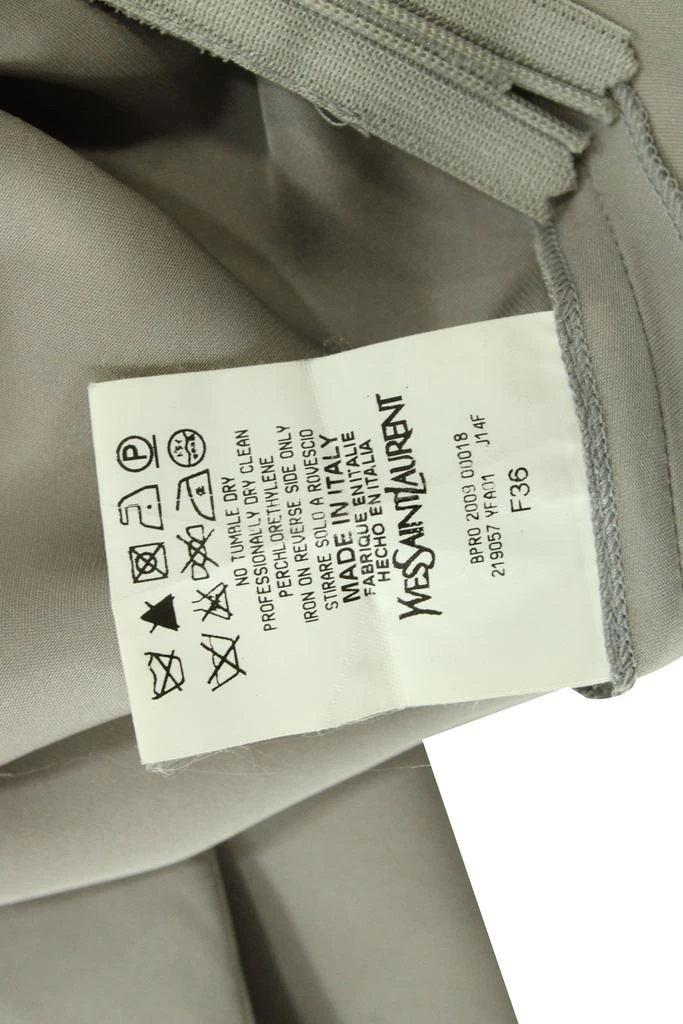 P
NO TUMBLE DRY
PROFESSIONALLY DRY CLEAN
PERCHLORETHYLENE
IRON ON REVERSE SIDE ONLY
STIRARE SOLO A ROVESCIO
MADE IN ITALY
FABRIQUE EN ITALIE
HECHO EN ITALIA
YVESSAINTLAURENT
BPRO 2009 00018
219057 YFA01 J14F
F36